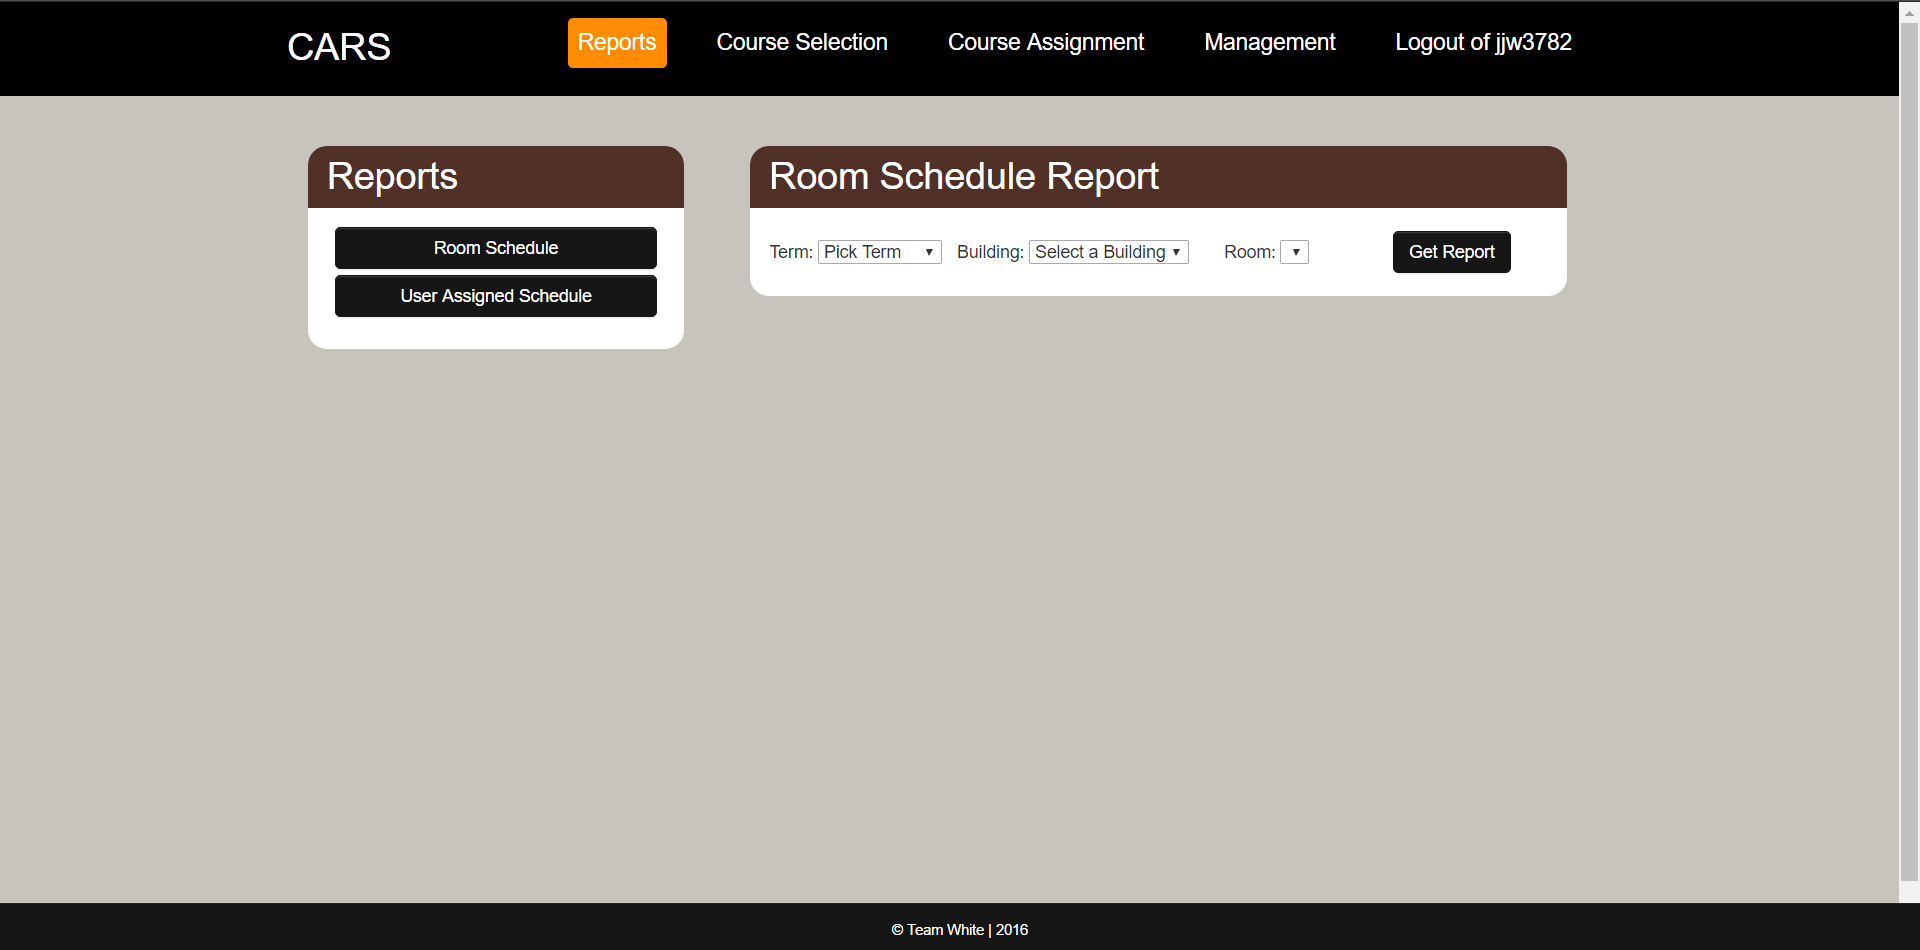 CARS
Reports
Course Selection
Course Assignment
Management
Logout of jjw3782
Reports
Room Schedule
User Assigned Schedule
Room Schedule Report
Term: Pick Term Building: Select a Building Room: Get Report
© Team White | 2016